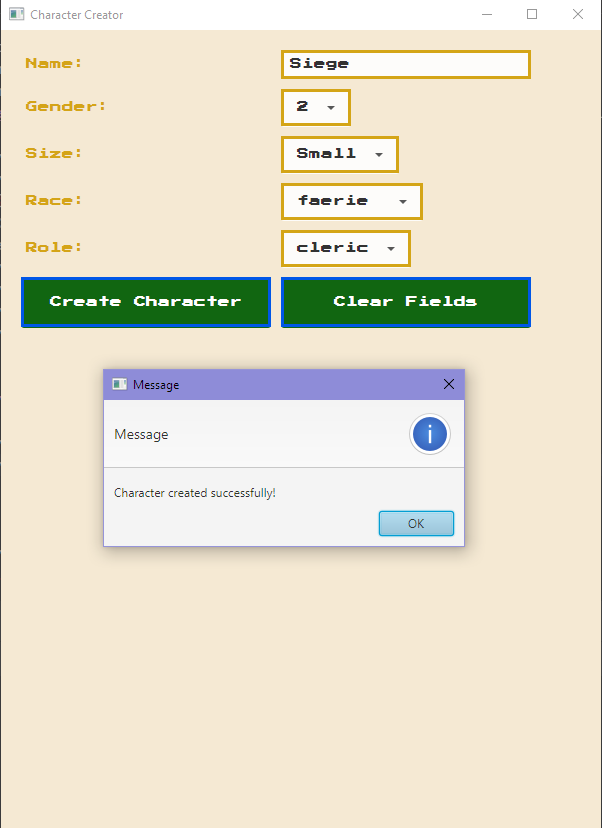 Character Creator
Name: Siege
Gender: 2
Size: Small
Race: faerie
Role: cleric
Create Character Clear Fields
Message
Message
Character created successfully!
OK